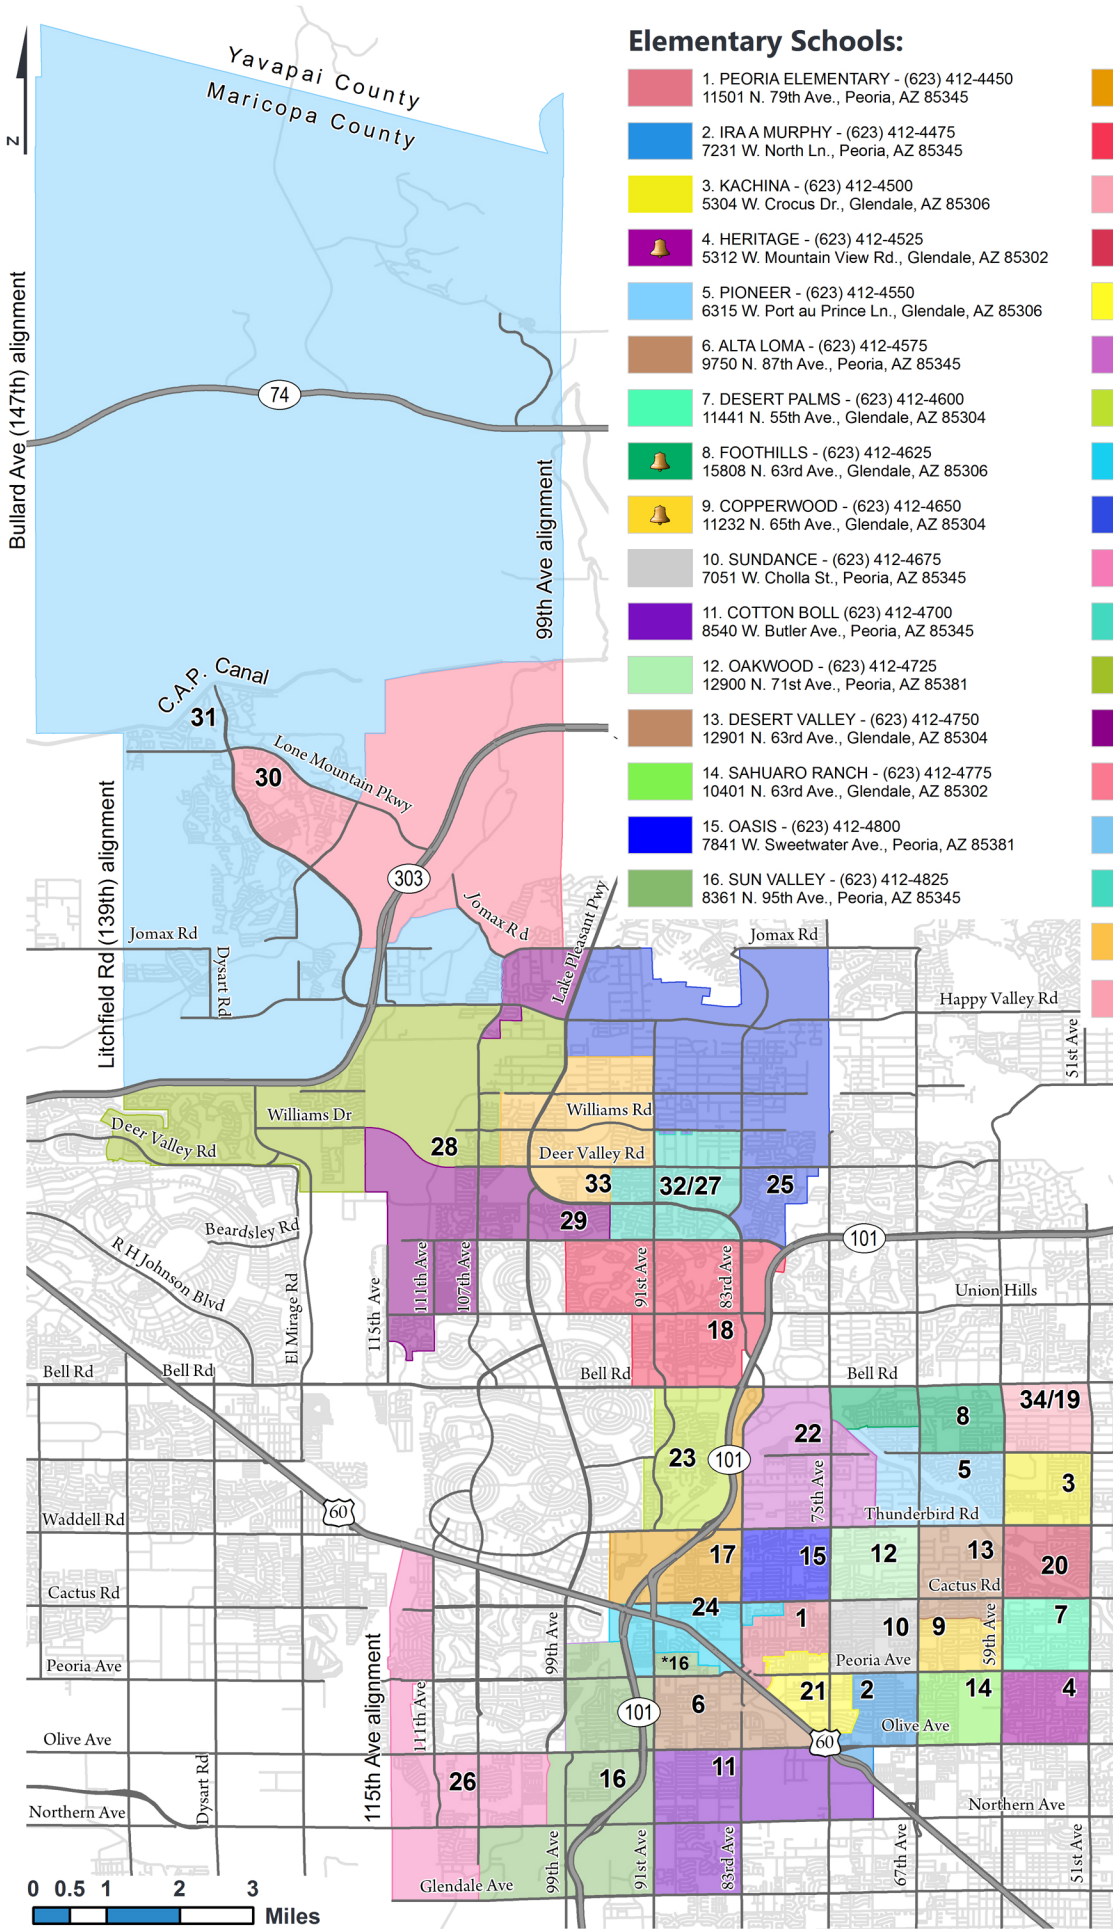 Elementary Schools:
1. PEORIA ELEMENTARY - (623) 412-4450
11501 N. 79th Ave., Peoria, AZ 85345
2. IRA A MURPHY - (623) 412-4475
7231 W. North Ln., Peoria, AZ 85345
3. KACHINA - (623) 412-4500
5304 W. Crocus Dr., Glendale, AZ 85306
4. HERITAGE - (623) 412-4525
5312 W. Mountain View Rd., Glendale, AZ 85302
5. PIONEER - (623) 412-4550
6315 W. Port au Prince Ln., Glendale, AZ 85306
6. ALTA LOMA - (623) 412-4575
9750 N. 87th Ave., Peoria, AZ 85345
7. DESERT PALMS - (623) 412-4600
11441 N. 55th Ave., Glendale, AZ 85304
8. FOOTHILLS - (623) 412-4625
15808 N. 63rd Ave., Glendale, AZ 85306
9. COPPERWOOD - (623) 412-4650
11232 N. 65th Ave., Glendale, AZ 85304
10. SUNDANCE - (623) 412-4675
7051 W. Cholla St., Peoria, AZ 85345
11. COTTON BOLL (623) 412-4700
8540 W. Butler Ave., Peoria, AZ 85345
12. OAKWOOD - (623) 412-4725
12900 N. 71st Ave., Peoria, AZ 85381
13. DESERT VALLEY - (623) 412-4750
12901 N. 63rd Ave., Glendale, AZ 85304
14. SAHUARO RANCH - (623) 412-4775
10401 N. 63rd Ave., Glendale, AZ 85302
15. OASIS - (623) 412-4800
7841 W. Sweetwater Ave., Peoria, AZ 85381
16. SUN VALLEY - (623) 412-4825
8361 N. 95th Ave., Peoria, AZ 85345
Yavapai County
Maricopa County
N
Bullard Ave (147th) alignment
74
99th Ave alignment
C.A.P. Canal
31
30
Lone Mountain Pkwy
303
Litchfield Rd (139th) alignment
Jomax Rd
Dysart Rd
Jomax Rd
Lake Pleasant Pwy
Jomax Rd
Happy Valley Rd
51st Ave
Williams Dr
Williams Rd
Deer Valley Rd
28
Deer Valley Rd
33
32/27
25
29
Beardsley Rd
R H Johnson Blvd
El Mirage Rd
115th Ave
111th Ave
107th Ave
91st Ave
83rd Ave
101
Union Hills
18
Bell Rd
Bell Rd
Bell Rd
Bell Rd
34/19
8
22
23
101
5
3
75th Ave
Thunderbird Rd
60
Waddell Rd
17
15
12
13
20
Cactus Rd
Cactus Rd
24
1
10
9
59th Ave
7
99th Ave
Peoria Ave
*16
Peoria Ave
115th Ave alignment
111th Ave
101
6
21
2
14
4
Olive Ave
Olive Ave
60
Dysart Rd
26
16
11
Northern Ave
Northern Ave
99th Ave
91st Ave
83rd Ave
67th Ave
51st Ave
Glendale Ave
0 0.5 1 2 3
Miles